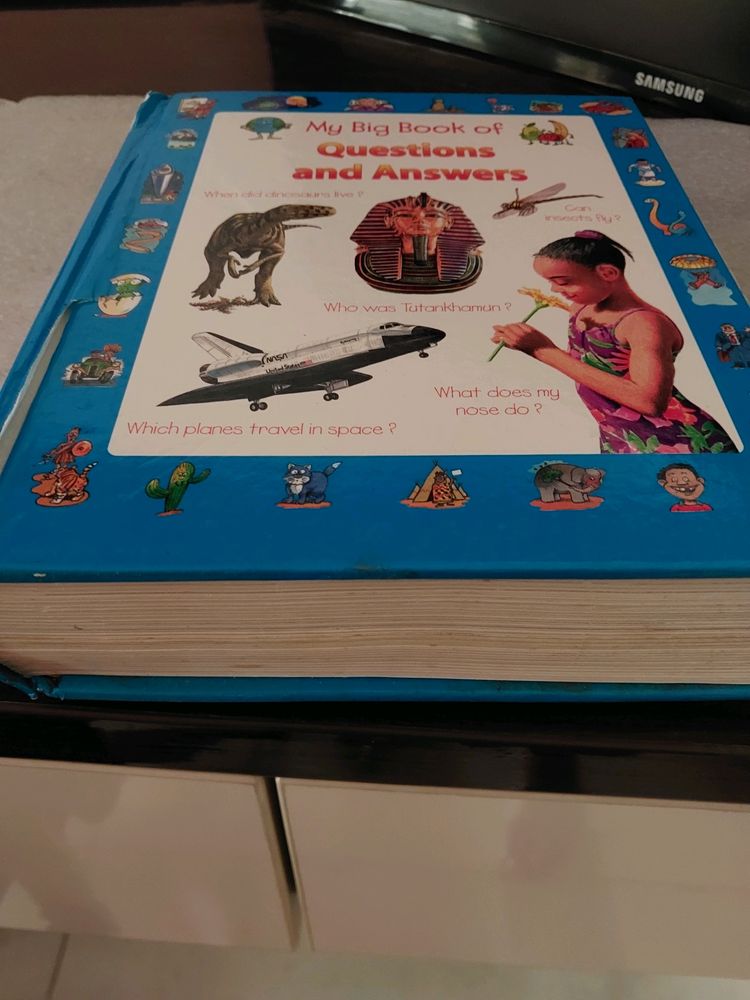 SAMSUNG
My Big Book of
Questions
and Answers
When did dinosaurs live?
Can
insects fly?
Who was Tutankhamun?
NASA
United States
What does my
nose do?
Which planes travel in space?